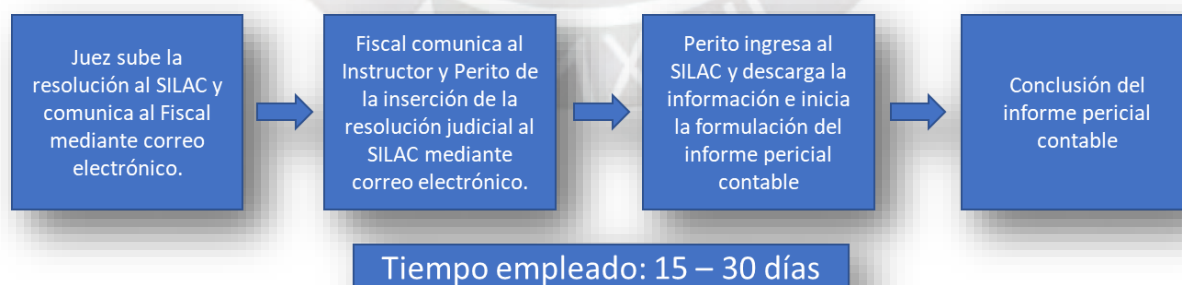 Juez sube la
resolución al SILAC y
comunica al Fiscal
mediante correo
electrónico.
Fiscal comunica al
Instructor y Perito de
la inserción de la
resolución judicial al
SILAC mediante
correo electrónico.
Perito ingresa al
SILAC y descarga la
información e inicia
la formulación del
informe pericial
contable
Conclusión del
informe pericial
contable
Tiempo empleado: 15 – 30 días